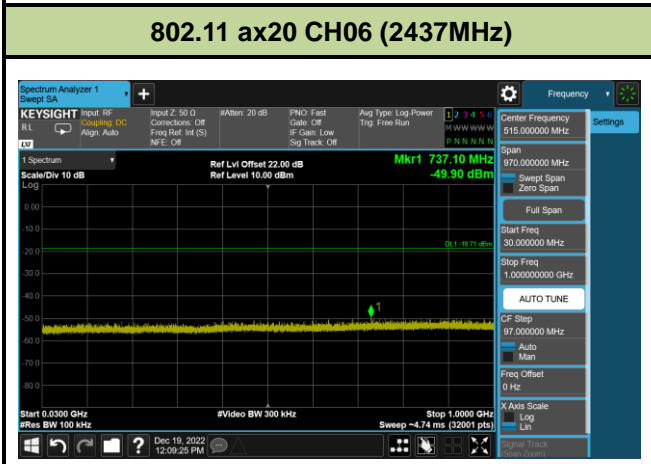 802.11 ax20 CH06 (2437MHz)
Spectrum Analyzer 1
Swept SA
+
Frequency
KEYSIGHT
Input: RF
Coupling: DC
Align: Auto
Input Z: 50 Ω
Corrections: Off
Freq Ref: Int (S)
NFE: Off
#Atten: 20 dB
PNO: Fast
Gate: Off
IF Gain: Low
Sig Track: Off
Avg Type: Log-Power
Trig: Free Run
1 2 3 4 5 6
M W W W W W
P N N N N N
R L
LXI
Center Frequency
515.000000 MHz
Settings
Span
970.000000 MHz
Swept Span
Zero Span
Full Span
Start Freq
30.000000 MHz
Stop Freq
1.000000000 GHz
AUTO TUNE
CF Step
97.000000 MHz
Auto
Man
Freq Offset
0 Hz
X Axis Scale
Log
Lin
Signal Track
(Span Zoom)
1 Spectrum
Scale/Div 10 dB
Log
Ref Lvl Offset 22.00 dB
Ref Level 10.00 dBm
Mkr1 737.10 MHz
-49.90 dBm
0.00
-10.0
-20.0
-30.0
-40.0
-50.0
-60.0
-70.0
-80.0
DL1 -18.71 dBm
1
Start 0.0300 GHz
#Res BW 100 kHz
#Video BW 300 kHz
Stop 1.0000 GHz
Sweep ~4.74 ms (32001 pts)
?
Dec 19, 2022
12:09:25 PM